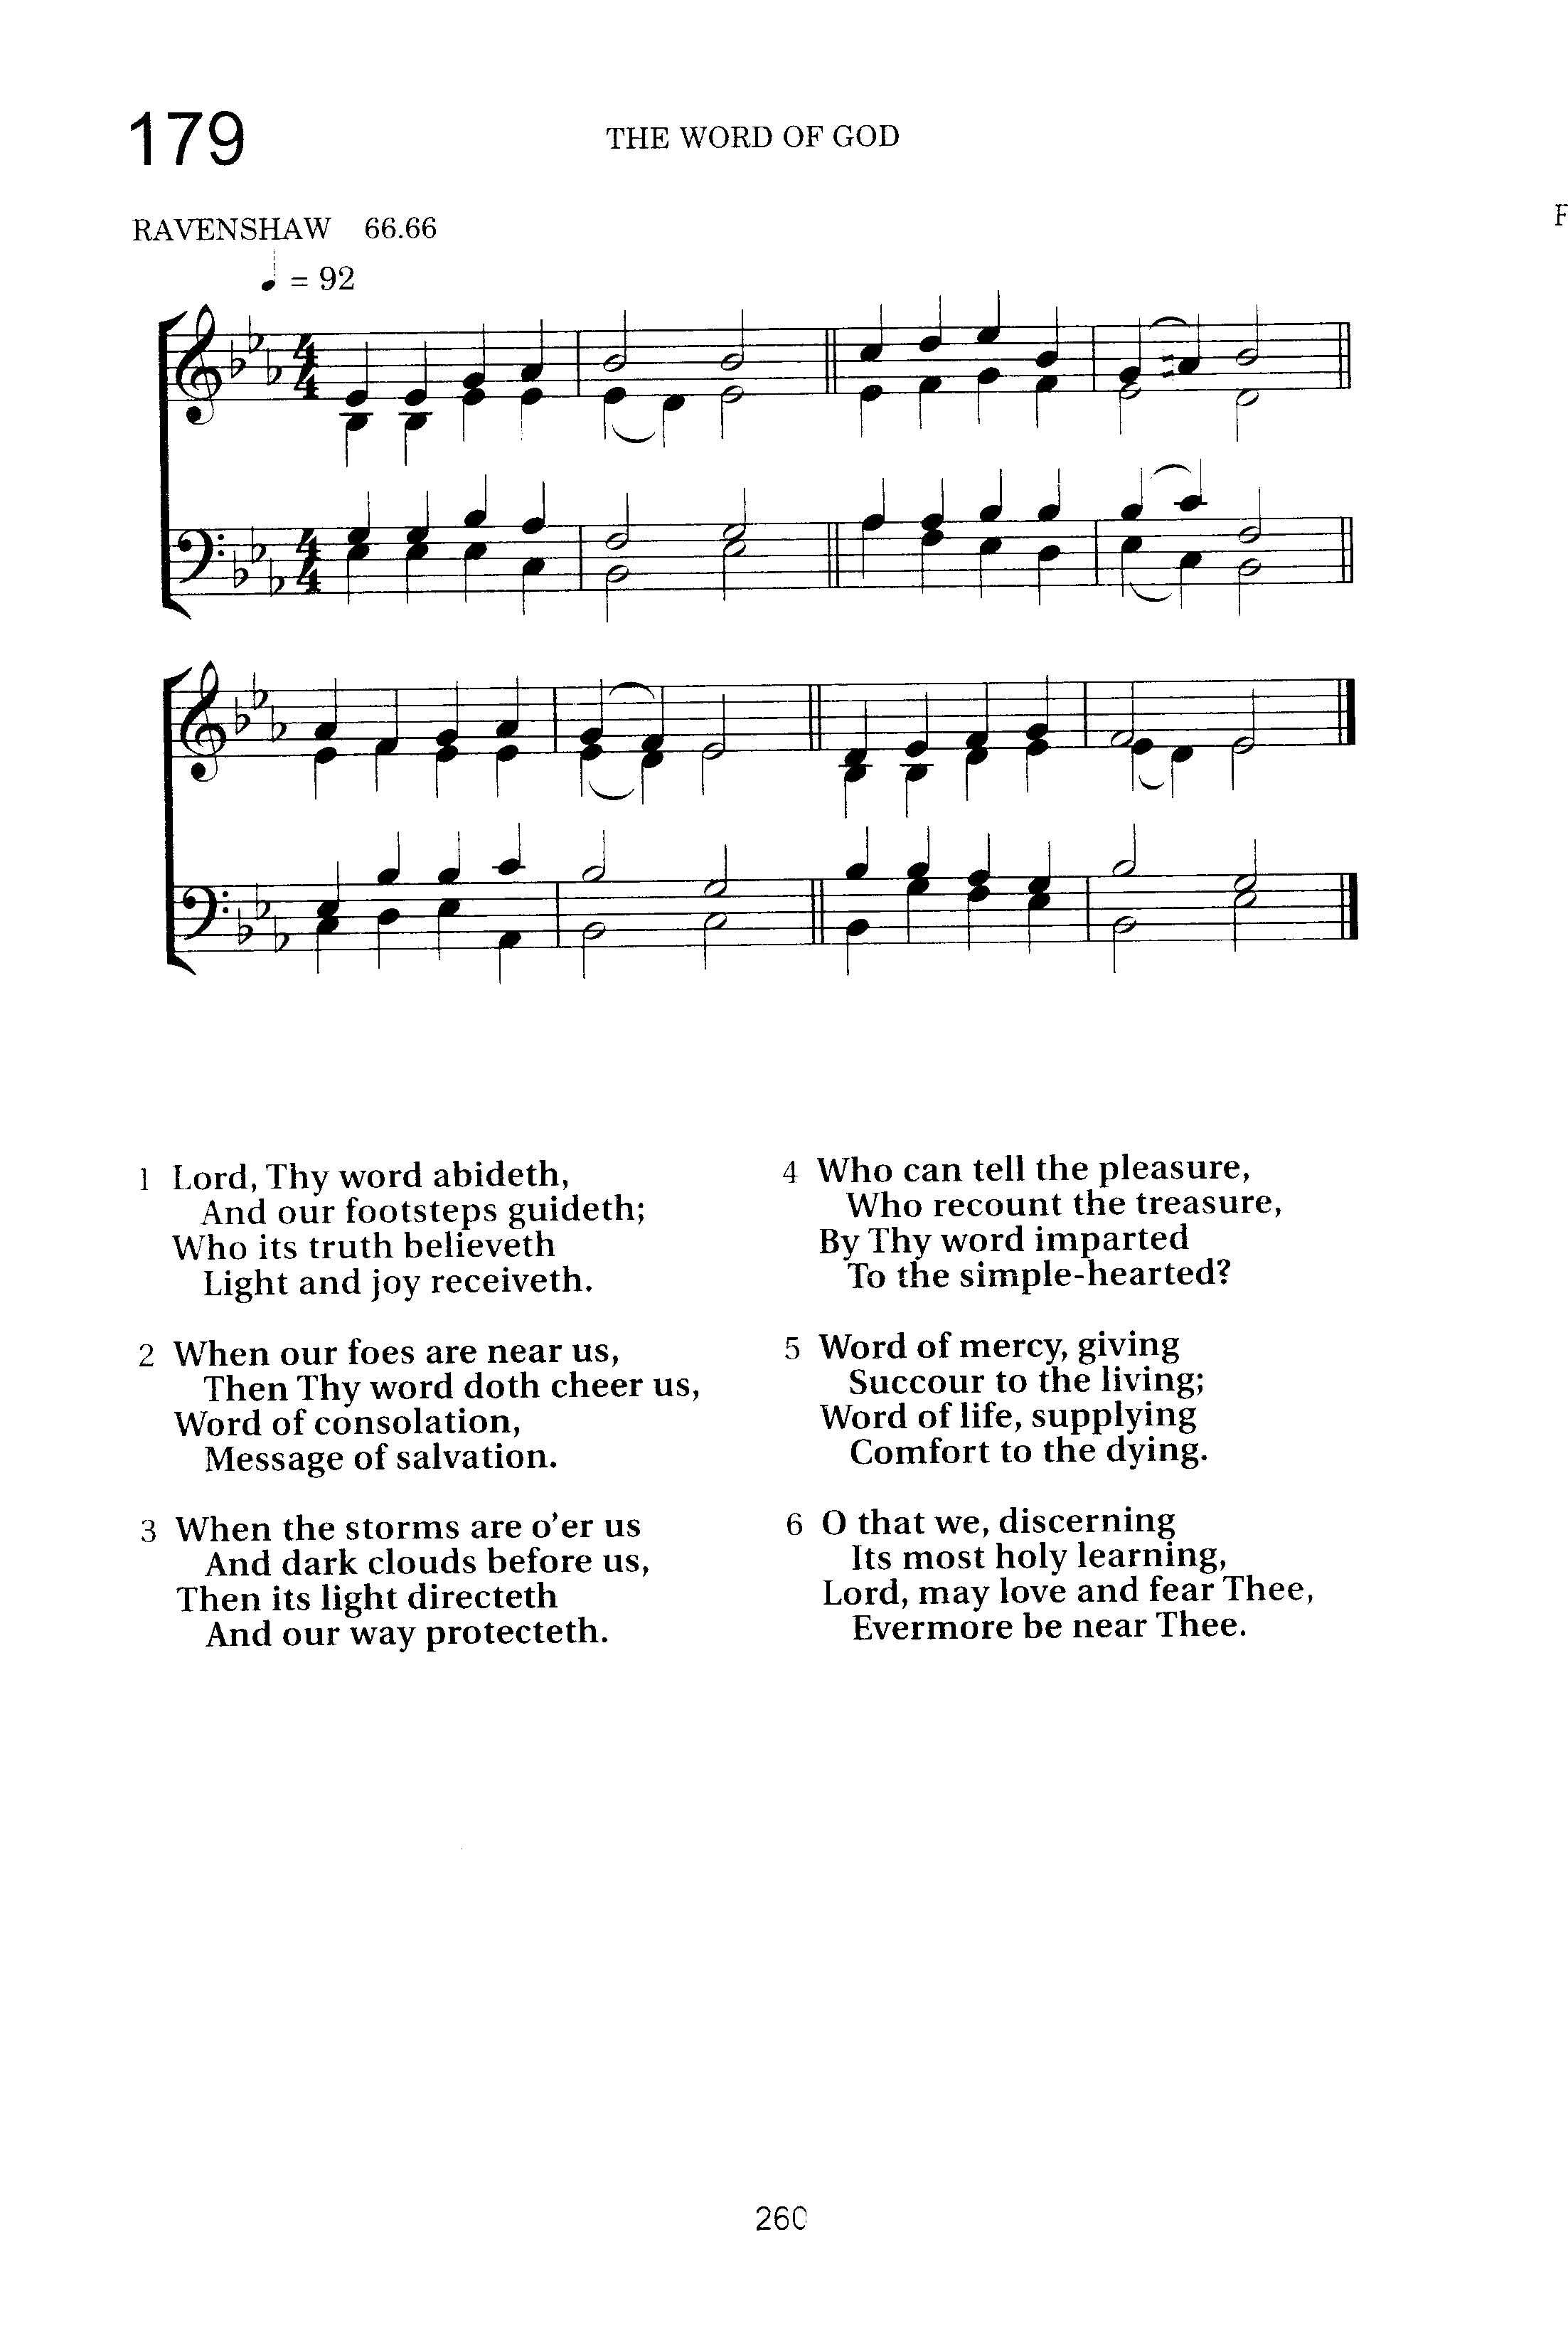 179
THE WORD OF GOD
RAVENSHAW 66.66
F
= 92
1 Lord, Thy word abideth,
And our footsteps guideth;
Who its truth believeth
Light and joy receiveth.
2 When our foes are near us,
Then Thy word doth cheer us,
Word of consolation,
Message of salvation.
3 When the storms are o'er us
And dark clouds before us,
Then its light directeth
And our way protecteth.
4 Who can tell the pleasure,
Who recount the treasure,
By Thy word imparted
To the simple-hearted?
5 Word of mercy, giving
Succour to the living;
Word of life, supplying
Comfort to the dying.
6 O that we, discerning
Its most holy learning,
Lord, may love and fear Thee,
Evermore be near Thee.
260